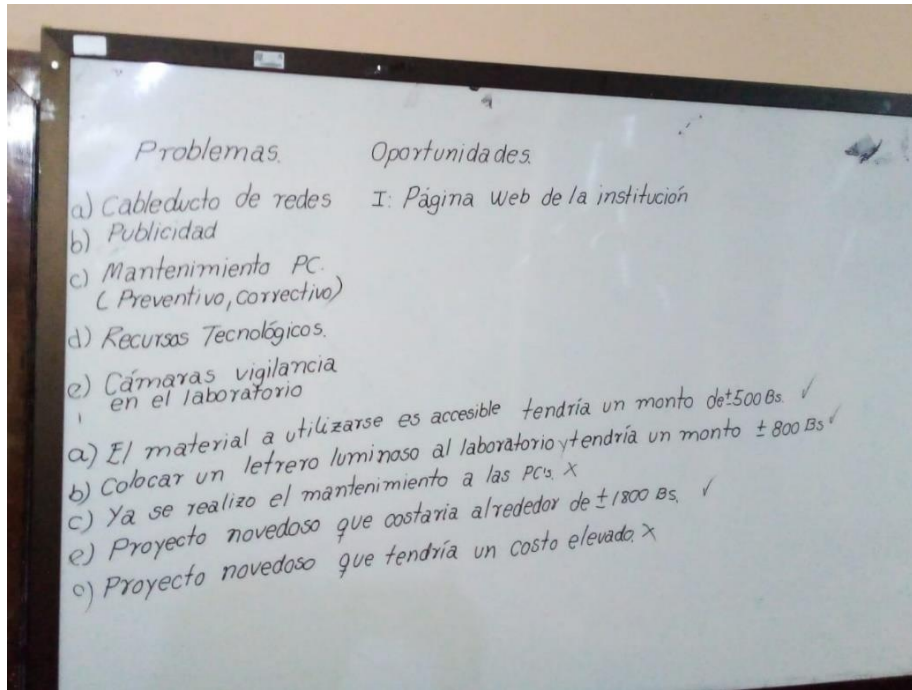 Problemas.
Oportunidades.
a) Cableducto de redes
I: Página Web de la institución
b) Publicidad
c) Mantenimiento PC.
( Preventivo, correctivo)
d) Recursos Tecnológicos.
e) Cámaras vigilancia
en el laboratorio
a) El material a utilizarse es accesible tendría un monto de ±500 Bs. ✓
b) Colocar un letrero luminoso al laboratorio y tendría un monto ± 800 Bs ✓
c) Ya se realizo el mantenimiento a las PC's. X
e) Proyecto novedoso que costaria alrededor de ± 1800 Bs. ✓
o) Proyecto novedoso que tendría un costo elevado. X